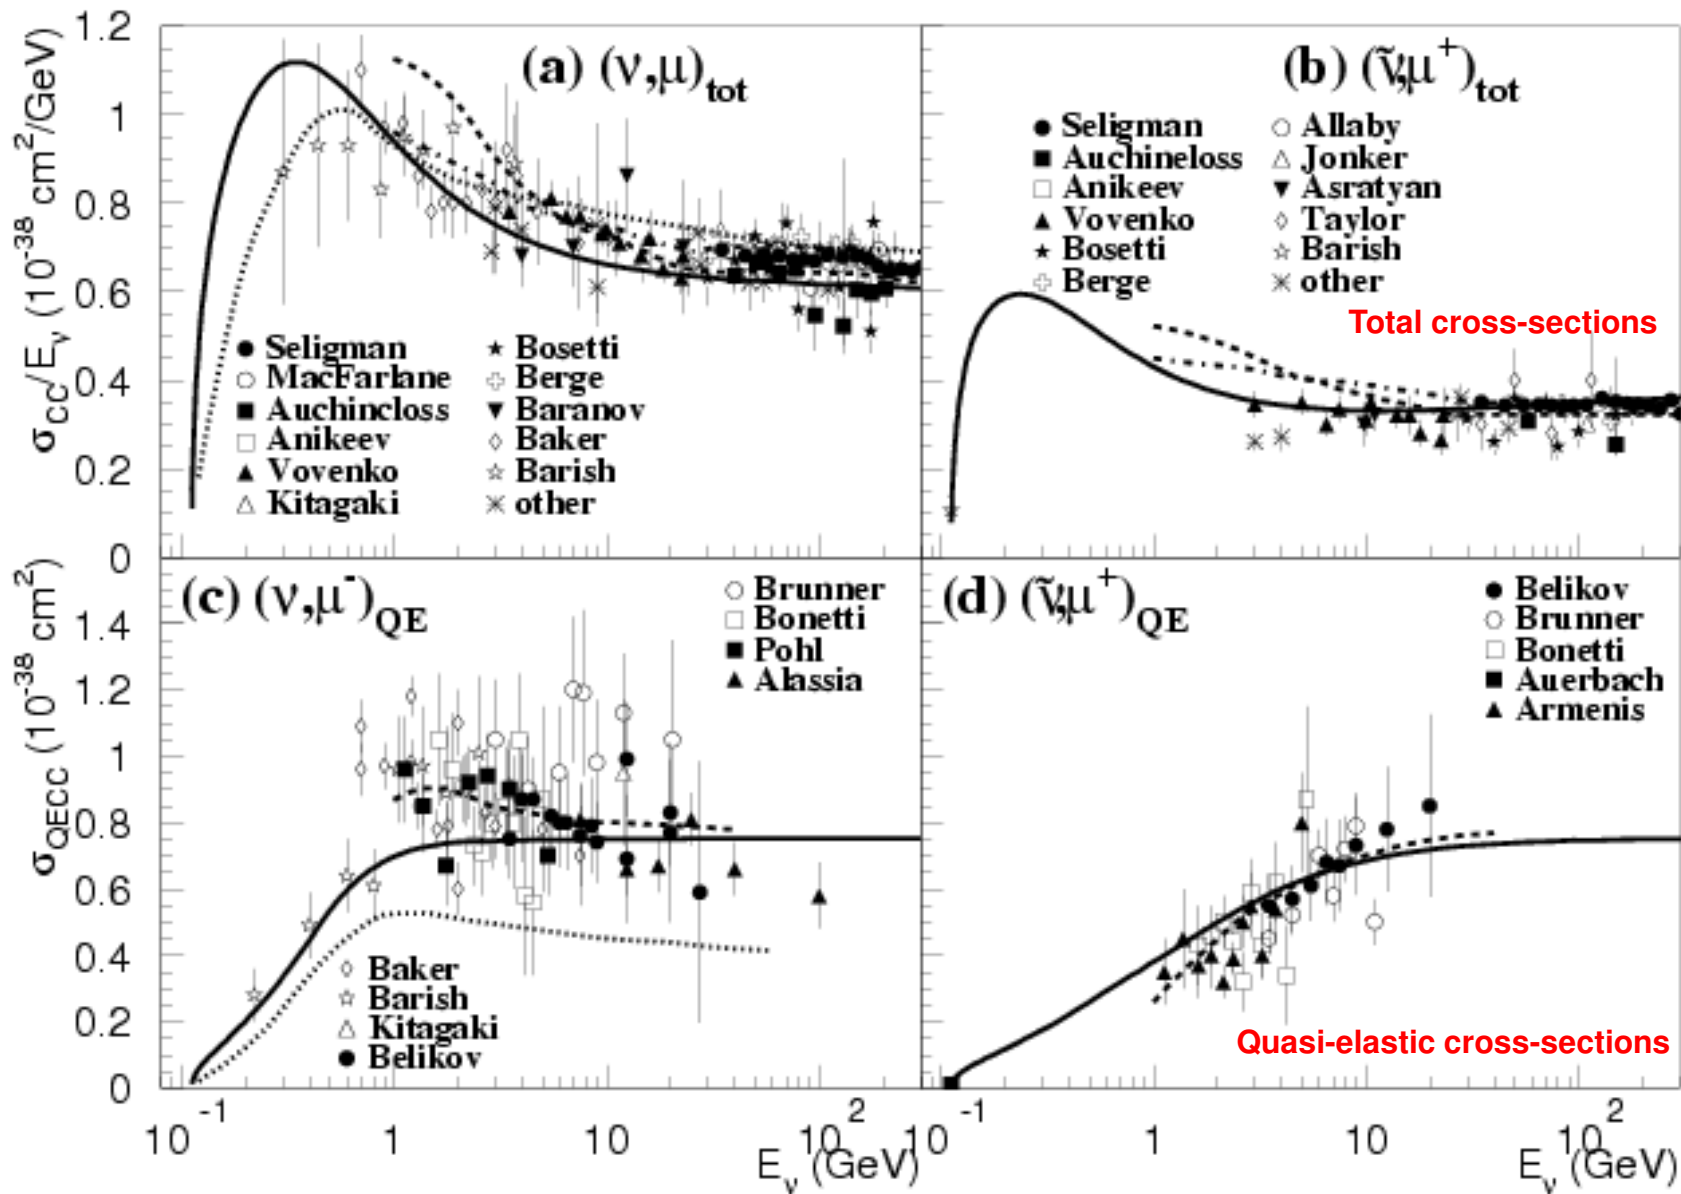 (a) (ν,μ)tot
1.2
1
0.8
0.6
0.4
0.2
0
σCC/Eν (10-38 cm2/GeV)
Seligman
MacFarlane
Auchincloss
Anikeev
Vovenko
Kitagaki
Bosetti
Berge
Baranov
Baker
Barish
other
(b) (ν̃,μ+)tot
Seligman
Auchineloss
Anikeev
Vovenko
Bosetti
Berge
Allaby
Jonker
Asratyan
Taylor
Barish
other
Total cross-sections
(c) (ν,μ-)QE
1.4
1.2
1
0.8
0.6
0.4
0.2
0
σQECC (10-38 cm2)
Brunner
Bonetti
Pohl
Alassia
Baker
Barish
Kitagaki
Belikov
10-1
1
10
102
Eν (GeV)
(d) (ν̃,μ+)QE
Belikov
Brunner
Bonetti
Auerbach
Armenis
Quasi-elastic cross-sections
10-1
1
10
102
Eν (GeV)